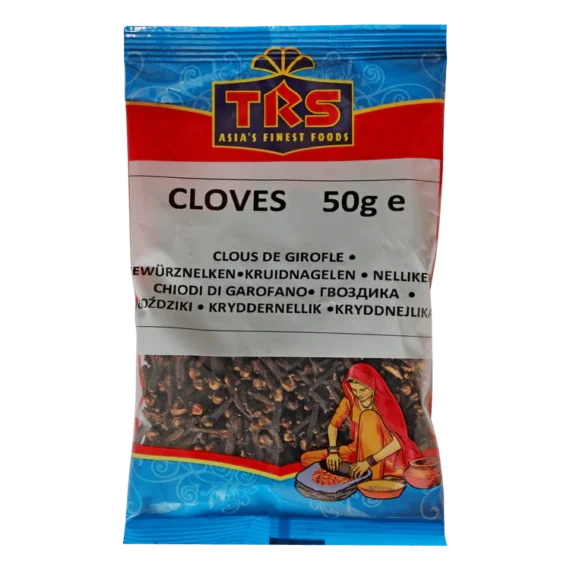 TRS
ASIA'S FINEST FOODS
CLOVES 50g e
CLOUS DE GIROFLE •
EWÜRZNELKEN•KRUIDNAGELEN • NELLIKE
CHIODI DI GAROFANO• ГВОЗДИКА •
OŹDZIKI • KRYDDERNELLIK •KRYDDNEJLIKA